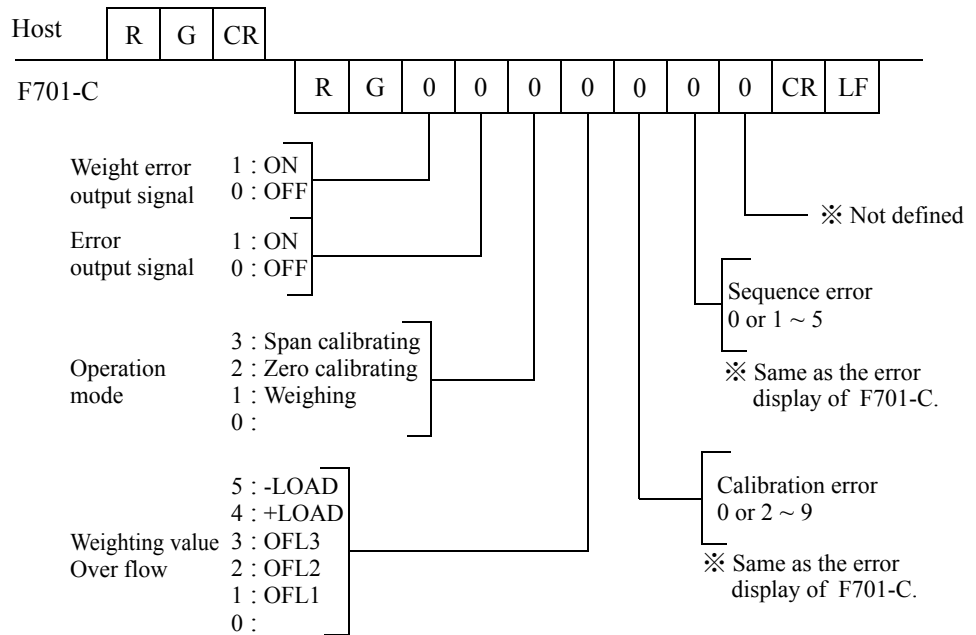 Host R G CR
F701-C R G 0 0 0 0 0 0 0 CR LF
Weight error
output signal
1 : ON
0 : OFF
※ Not defined
Error
output signal
1 : ON
0 : OFF
Sequence error
0 or 1 ~ 5
※ Same as the error
display of F701-C.
Operation
mode
3 : Span calibrating
2 : Zero calibrating
1 : Weighing
0 :
Calibration error
0 or 2 ~ 9
※ Same as the error
display of F701-C.
Weighting value
Over flow
5 : -LOAD
4 : +LOAD
3 : OFL3
2 : OFL2
1 : OFL1
0 :